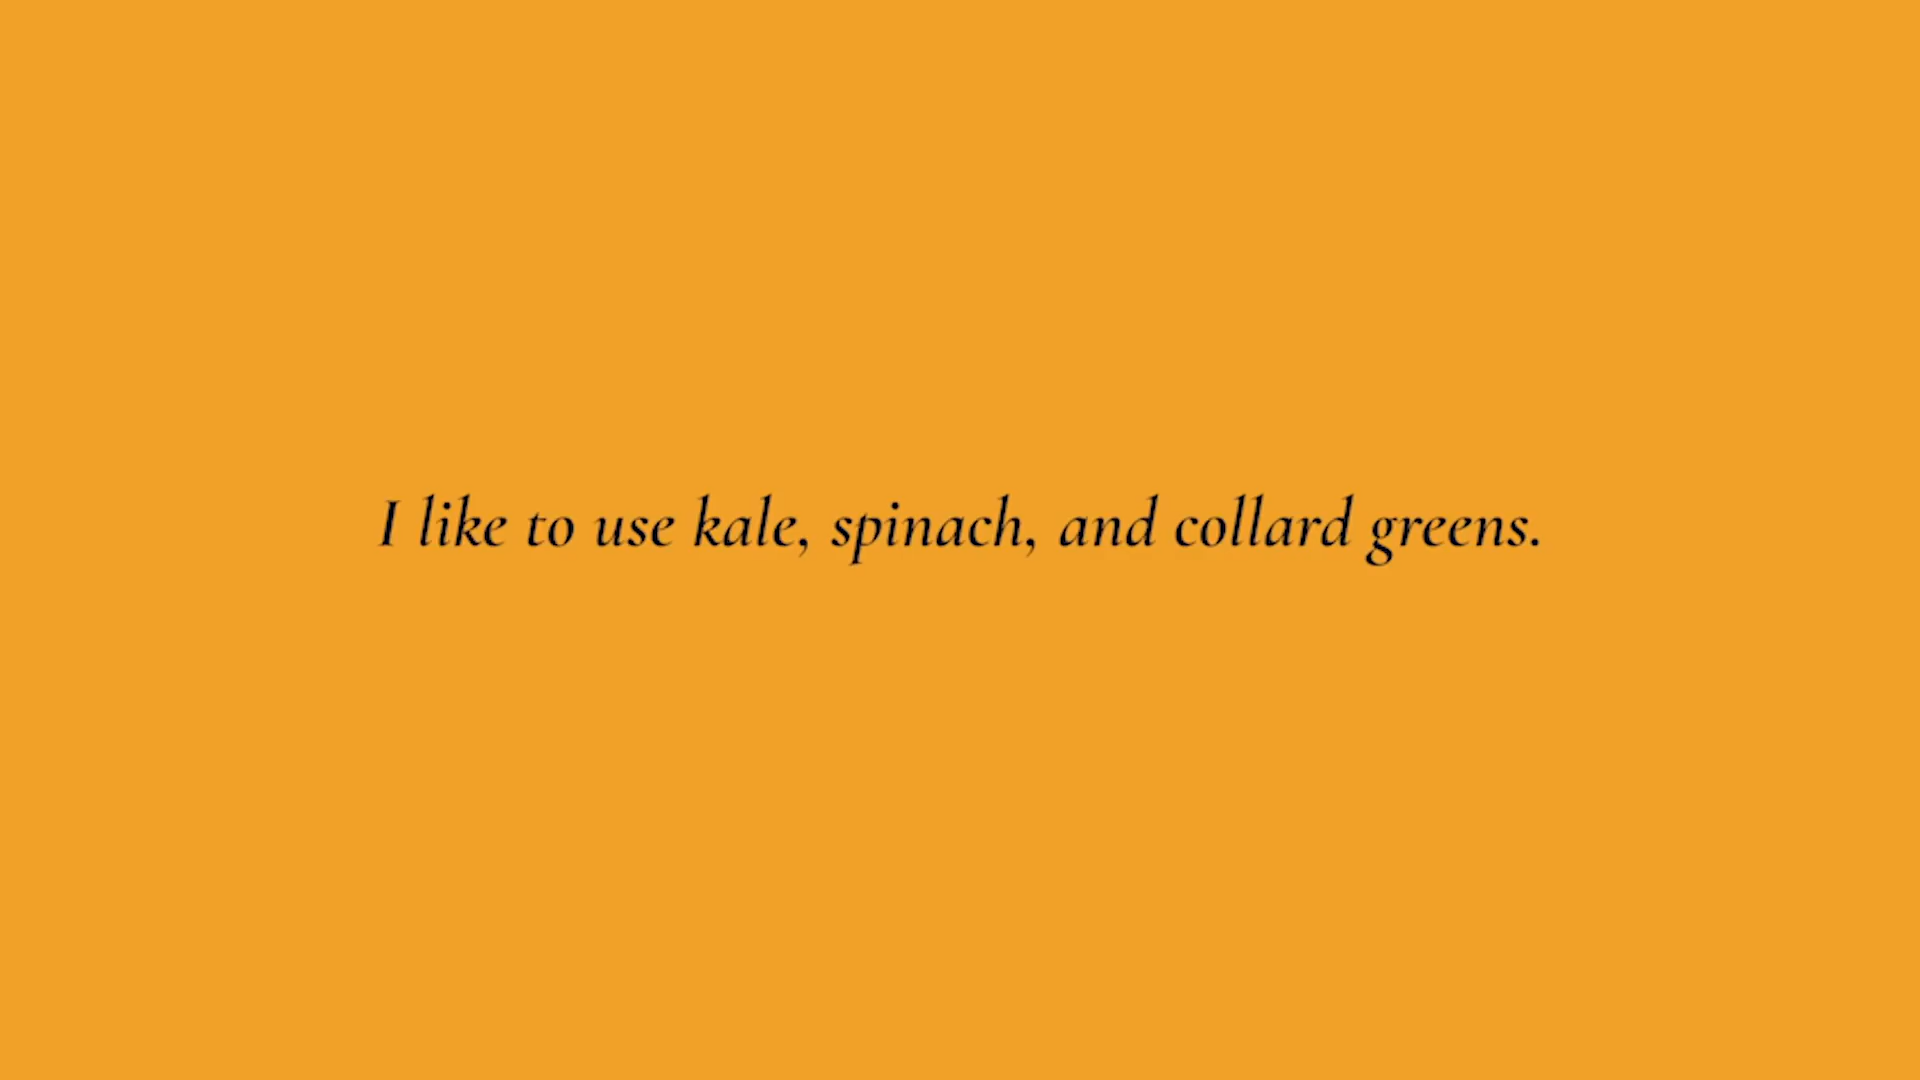 I like to use kale, spinach, and collard greens.